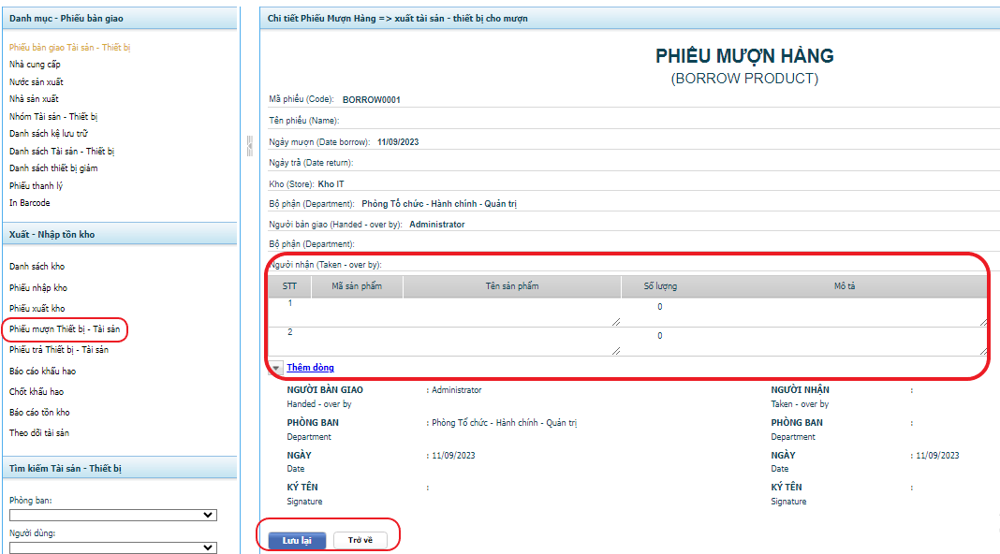 Danh mục - Phiếu bàn giao
Phiếu bàn giao Tài sản - Thiết bị
Nhà cung cấp
Nước sản xuất
Nhà sản xuất
Nhóm Tài sản - Thiết bị
Danh sách kệ lưu trữ
Danh sách Tài sản - Thiết bị
Danh sách thiết bị giảm
Phiếu thanh lý
In Barcode
Xuất - Nhập tồn kho
Danh sách kho
Phiếu nhập kho
Phiếu xuất kho
Phiếu mượn Thiết bị - Tài sản
Phiếu trả Thiết bị - Tài sản
Báo cáo khấu hao
Chốt khấu hao
Báo cáo tồn kho
Theo dõi tài sản
Tìm kiếm Tài sản - Thiết bị
Phòng ban:
Người dùng:
Chi tiết Phiếu Mượn Hàng => xuất tài sản - thiết bị cho mượn
PHIẾU MƯỢN HÀNG
(BORROW PRODUCT)
Mã phiếu (Code): BORROW0001
Tên phiếu (Name):
Ngày mượn (Date borrow): 11/09/2023
Ngày trả (Date return):
Kho (Store): Kho IT
Bộ phận (Department): Phòng Tổ chức - Hành chính - Quản trị
Người bàn giao (Handed - over by): Administrator
Bộ phận (Department):
Người nhận (Taken - over by):
STT Mã sản phẩm Tên sản phẩm Số lượng Mô tả
1 0
2 0
Thêm dòng
NGƯỜI BÀN GIAO : Administrator NGƯỜI NHẬN :
Handed - over by Taken - over by
PHÒNG BAN : Phòng Tổ chức - Hành chính - Quản trị PHÒNG BAN :
Department Department
NGÀY : 11/09/2023 NGÀY : 11/09/2023
Date Date
KÝ TÊN : KÝ TÊN :
Signature Signature
Lưu lại Trở về